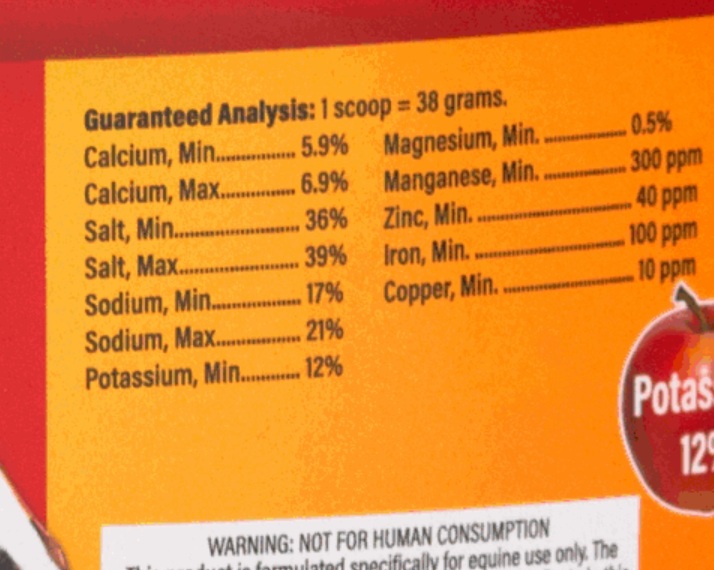 Guaranteed Analysis: 1 scoop = 38 grams.
Calcium, Min............... 5.9%
Calcium, Max.............. 6.9%
Salt, Min......................... 36%
Salt, Max........................ 39%
Sodium, Min.................. 17%
Sodium, Max................. 21%
Potassium, Min............ 12%
Magnesium, Min. .................. 0.5%
Manganese, Min. .................. 300 ppm
Zinc, Min. ................................. 40 ppm
Iron, Min. ................................ 100 ppm
Copper, Min. ............................ 10 ppm
Potas
12%
WARNING: NOT FOR HUMAN CONSUMPTION
This product is formulated specifically for equine use only. The